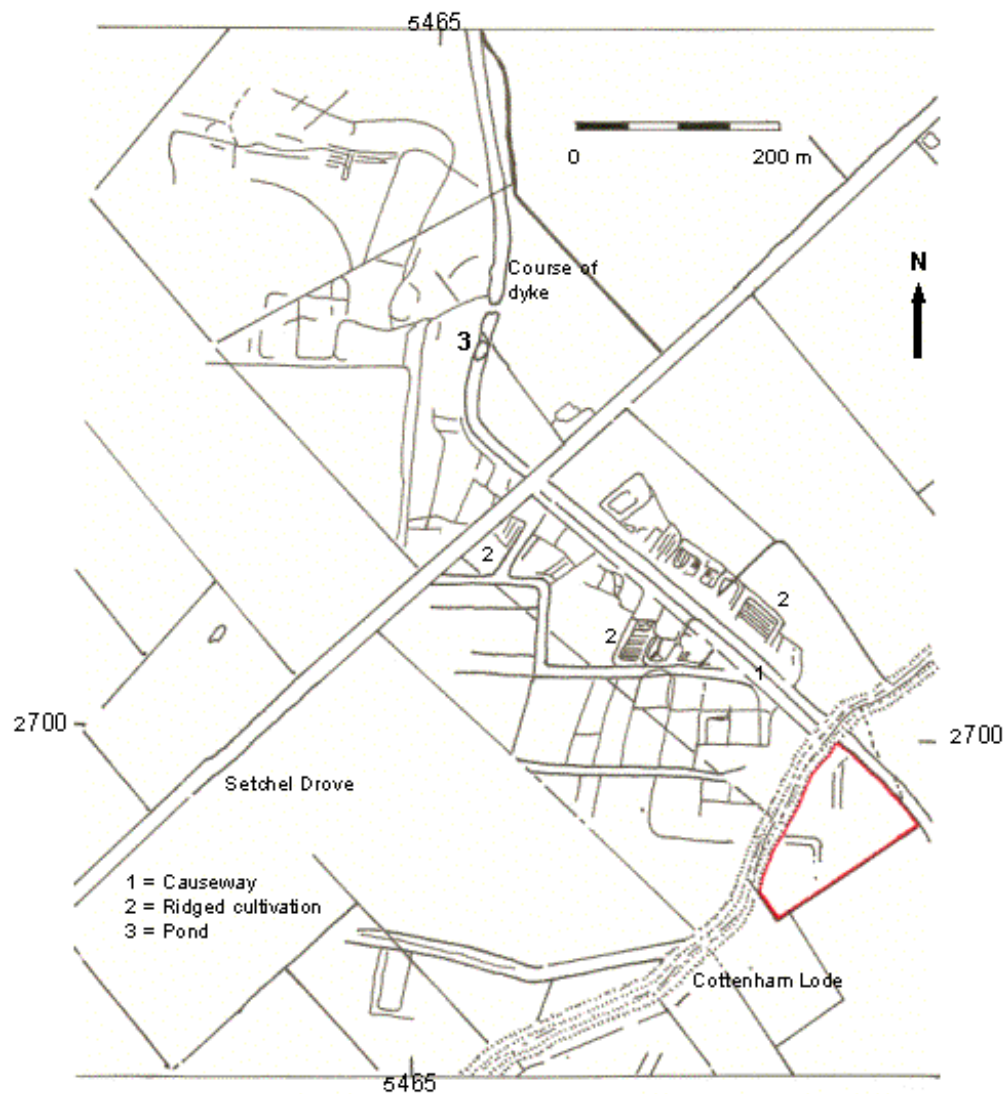 5465
0 200 m
N
Course of
dyke
3
2
2
2
1
2700
2700
Setchel Drove
1 = Causeway
2 = Ridged cultivation
3 = Pond
Cottenham Lode
5465